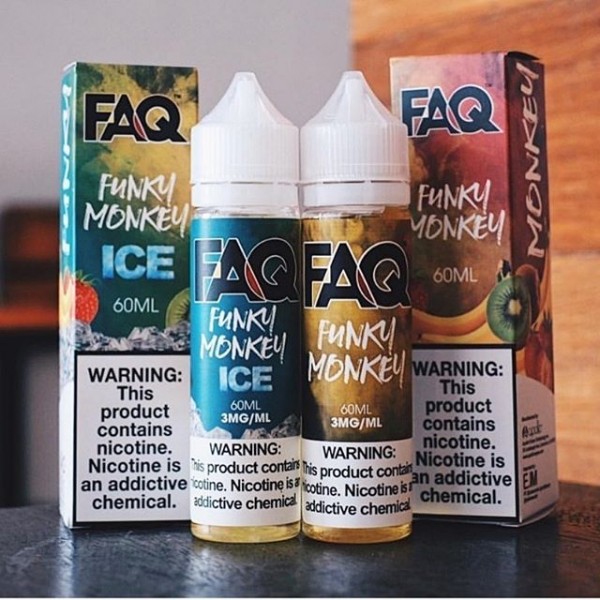 FUNKY
FAQ™
FUNKY
MONKEY
ICE
60ML
WARNING:
This
product
contains
nicotine.
Nicotine is
an addictive
chemical.
FAQ
FUNKY
MONKEY
ICE
60ML
3MG/ML
WARNING:
This product contains
nicotine. Nicotine is an
addictive chemical.
FAQ
FUNKY
MONKEY
60ML
3MG/ML
WARNING:
This product contains
nicotine. Nicotine is
addictive chemical.
FAQ
FUNKY
MONKEY
60ML
WARNING:
This
product
contains
nicotine.
Nicotine is
an addictive
chemical.
MONKEY
E.M